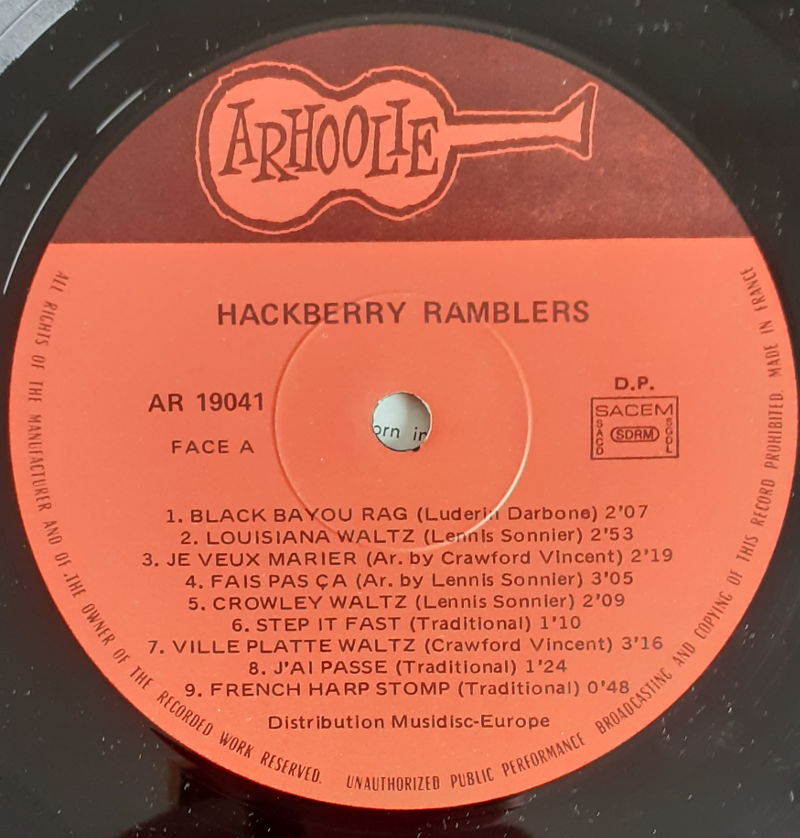 ARHOOLIE
HACKBERRY RAMBLERS
AR 19041
FACE A
D.P.
SACEM
SACD
SDRM
SGDL
orn in
1. BLACK BAYOU RAG (Luderin Darbone) 2'07
2. LOUISIANA WALTZ (Lennis Sonnier) 2'53
3. JE VEUX MARIER (Ar. by Crawford Vincent) 2'19
4. FAIS PAS ÇA (Ar. by Lennis Sonnier) 3'05
5. CROWLEY WALTZ (Lennis Sonnier) 2'09
6. STEP IT FAST (Traditional) 1'10
7. VILLE PLATTE WALTZ (Crawford Vincent) 3'16
8. J'AI PASSE (Traditional) 1'24
9. FRENCH HARP STOMP (Traditional) 0'48
Distribution Musidisc-Europe
ALL RIGHTS OF THE MANUFACTURER AND OF .THE OWNER OF THE RECORDED WORK RESERVED. UNAUTHORIZED PUBLIC PERFORMANCE BROADCASTING AND COPYING OF THIS RECORD PROHIBITED. MADE IN FRANCE